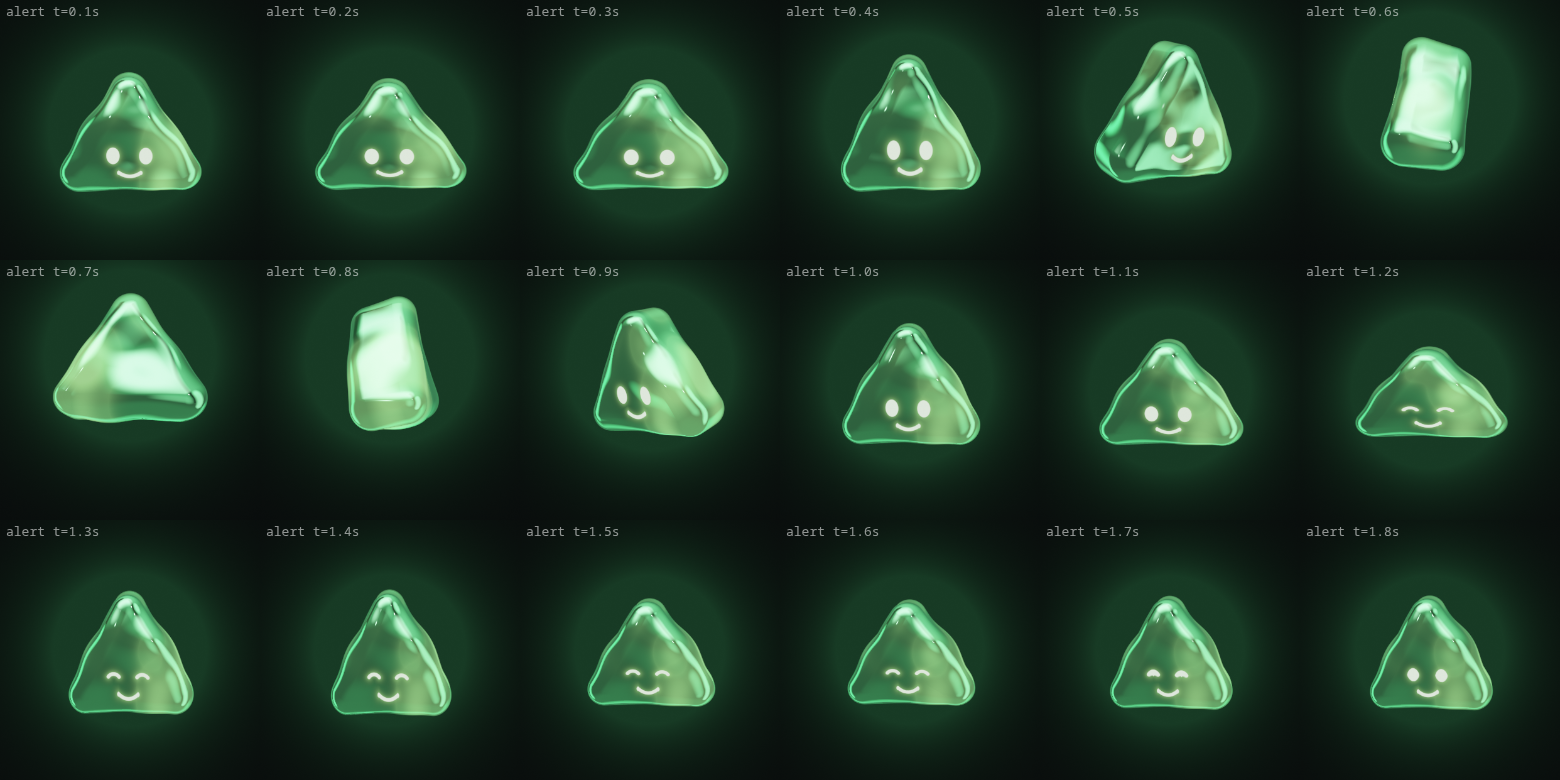 alert t=0.1s
alert t=0.2s
alert t=0.3s
alert t=0.4s
alert t=0.5s
alert t=0.6s
alert t=0.7s
alert t=0.8s
alert t=0.9s
alert t=1.0s
alert t=1.1s
alert t=1.2s
alert t=1.3s
alert t=1.4s
alert t=1.5s
alert t=1.6s
alert t=1.7s
alert t=1.8s